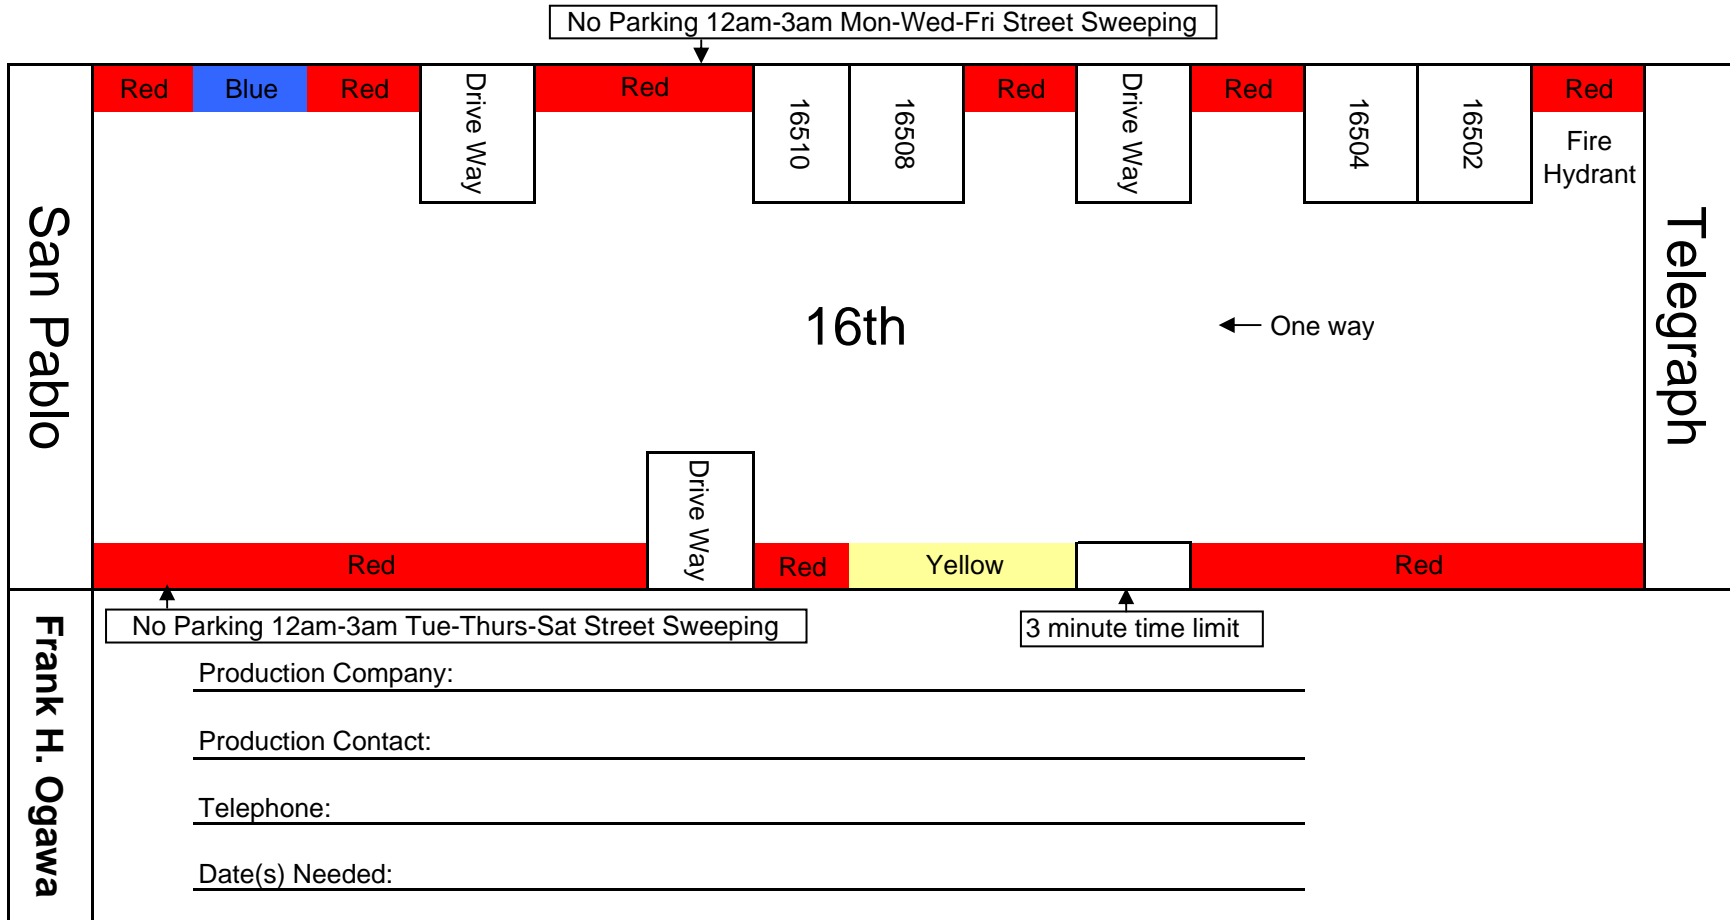 No Parking 12am-3am Mon-Wed-Fri Street Sweeping
San Pablo
Red
Blue
Red
Drive Way
Red
16510
16508
Red
Drive Way
Red
16504
16502
Red
Fire
Hydrant
Telegraph
16th
One way
Red
Drive Way
Red
Yellow
Red
No Parking 12am-3am Tue-Thurs-Sat Street Sweeping
3 minute time limit
Frank H. Ogawa
Production Company:
Production Contact:
Telephone:
Date(s) Needed: